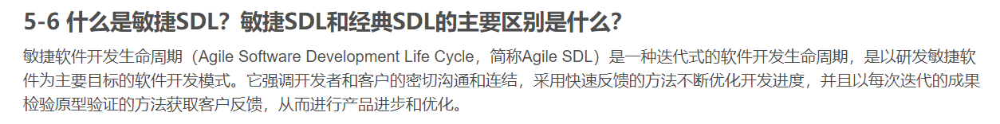 5-6 什么是敏捷SDL？敏捷SDL和经典SDL的主要区别是什么？
敏捷软件开发生命周期（Agile Software Development Life Cycle，简称Agile SDL）是一种迭代式的软件开发生命周期，是以研发敏捷软
件为主要目标的软件开发模式。它强调开发者和客户的密切沟通和连结，采用快速反馈的方法不断优化开发进度，并且以每次迭代的成果
检验原型验证的方法获取客户反馈，从而进行产品进步和优化。